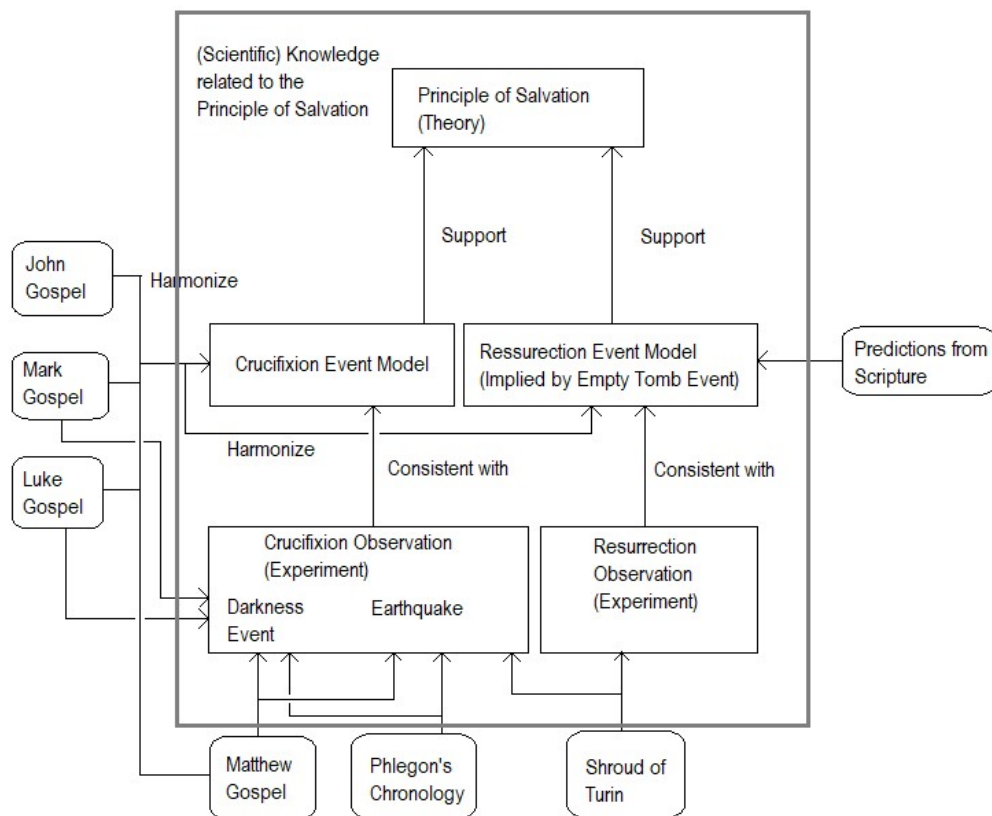 (Scientific) Knowledge
related to the
Principle of Salvation
Principle of Salvation
(Theory)
Support
Support
John
Gospel
Harmonize
Mark
Gospel
Crucifixion Event Model
Ressurection Event Model
(Implied by Empty Tomb Event)
Predictions from
Scripture
Harmonize
Luke
Gospel
Consistent with
Consistent with
Crucifixion Observation
(Experiment)
Darkness
Event
Earthquake
Resurrection
Observation
(Experiment)
Matthew
Gospel
Phlegon's
Chronology
Shroud of
Turin